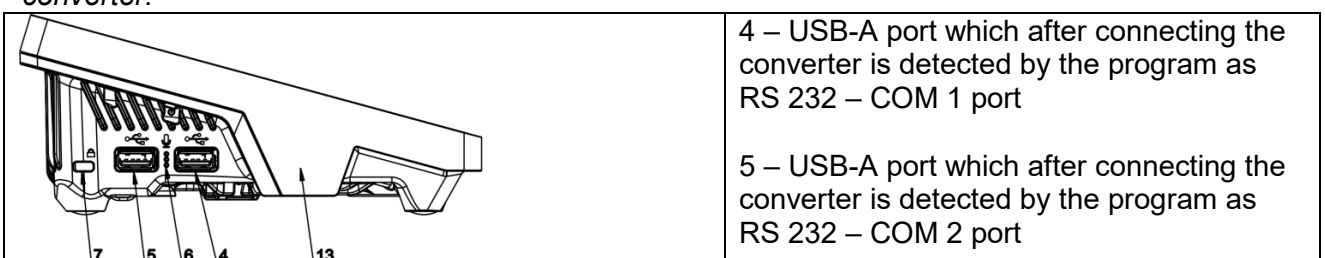 converter.
4 – USB-A port which after connecting the
converter is detected by the program as
RS 232 – COM 1 port
5 – USB-A port which after connecting the
converter is detected by the program as
RS 232 – COM 2 port
7 5 6 4 13